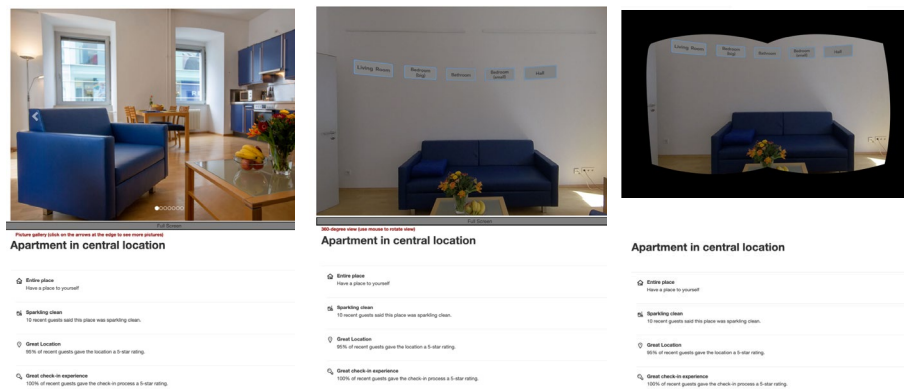 Full Screen
Picture gallery (click on the arrows at the edge to see more pictures)
Apartment in central location
Entire place
Have a place to yourself
Sparkling clean
10 recent guests said this place was sparkling clean.
Great Location
95% of recent guests gave the location a 5-star rating.
Great check-in experience
100% of recent guests gave the check-in process a 5-star rating.
Living Room
Bedroom
(big)
Bedroom
Bedroom
(small)
Hall
Full Screen
360-degree view (use mouse to rotate view)
Apartment in central location
Entire place
Have a place to yourself
Sparkling clean
10 recent guests said this place was sparkling clean.
Great Location
95% of recent guests gave the location a 5-star rating.
Great check-in experience
100% of recent guests gave the check-in process a 5-star rating.
Living Room
Bedroom
(big)
Bedroom
Bedroom
(small)
Hall
Apartment in central location
Entire place
Have a place to yourself
Sparkling clean
10 recent guests said this place was sparkling clean.
Great Location
95% of recent guests gave the location a 5-star rating.
Great check-in experience
100% of recent guests gave the check-in process a 5-star rating.